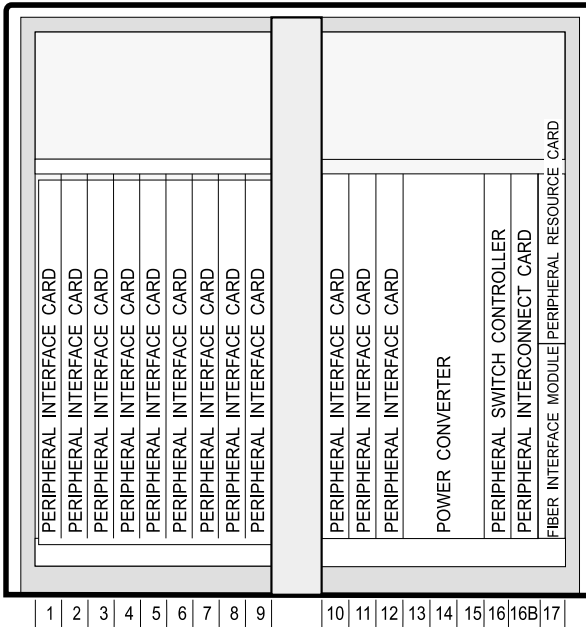 PERIPHERAL INTERFACE CARD
PERIPHERAL INTERFACE CARD
PERIPHERAL INTERFACE CARD
PERIPHERAL INTERFACE CARD
PERIPHERAL INTERFACE CARD
PERIPHERAL INTERFACE CARD
PERIPHERAL INTERFACE CARD
PERIPHERAL INTERFACE CARD
PERIPHERAL INTERFACE CARD
PERIPHERAL INTERFACE CARD
PERIPHERAL INTERFACE CARD
PERIPHERAL INTERFACE CARD
POWER CONVERTER
PERIPHERAL SWITCH CONTROLLER
PERIPHERAL INTERCONNECT CARD
FIBER INTERFACE MODULE
PERIPHERAL RESOURCE CARD
1 2 3 4 5 6 7 8 9 10 11 12 13 14 15 16 16B 17